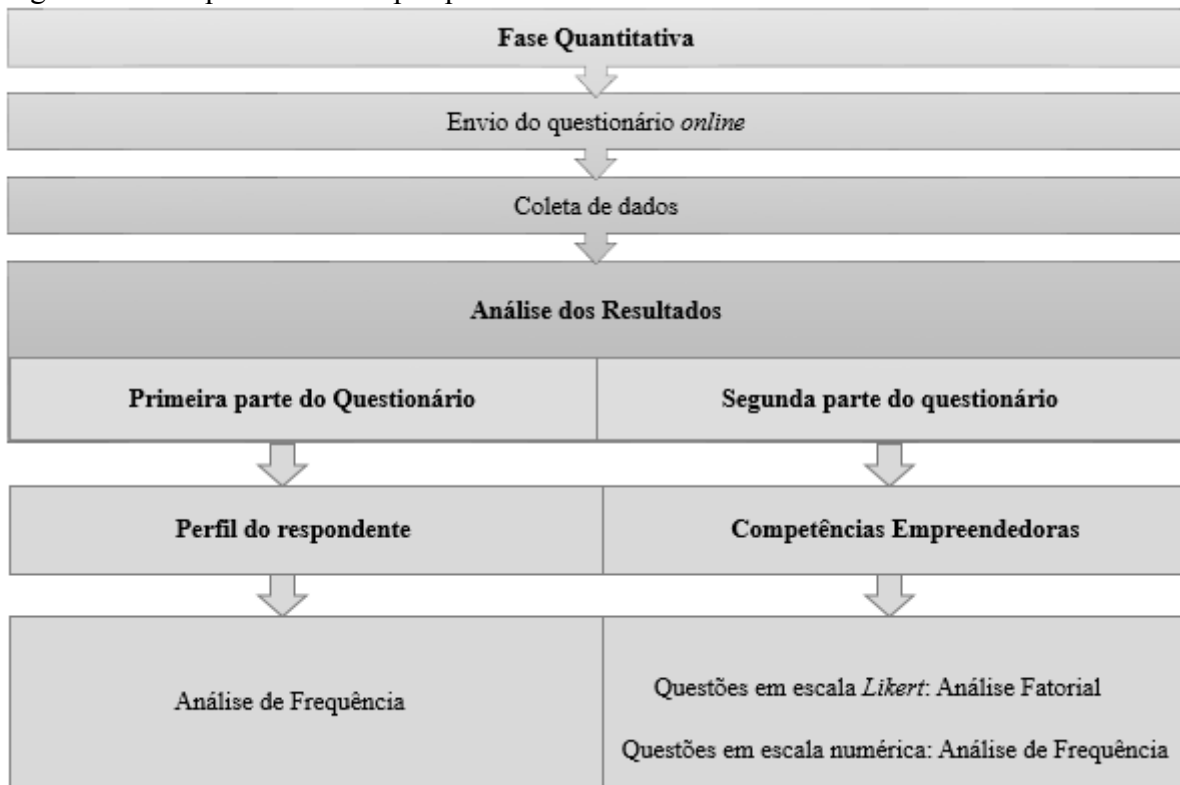 Fase Quantitativa
Envio do questionário online
Coleta de dados
Análise dos Resultados
Primeira parte do Questionário
Segunda parte do questionário
Perfil do respondente
Competências Empreendedoras
Análise de Frequência
Questões em escala Likert: Análise Fatorial
Questões em escala numérica: Análise de Frequência